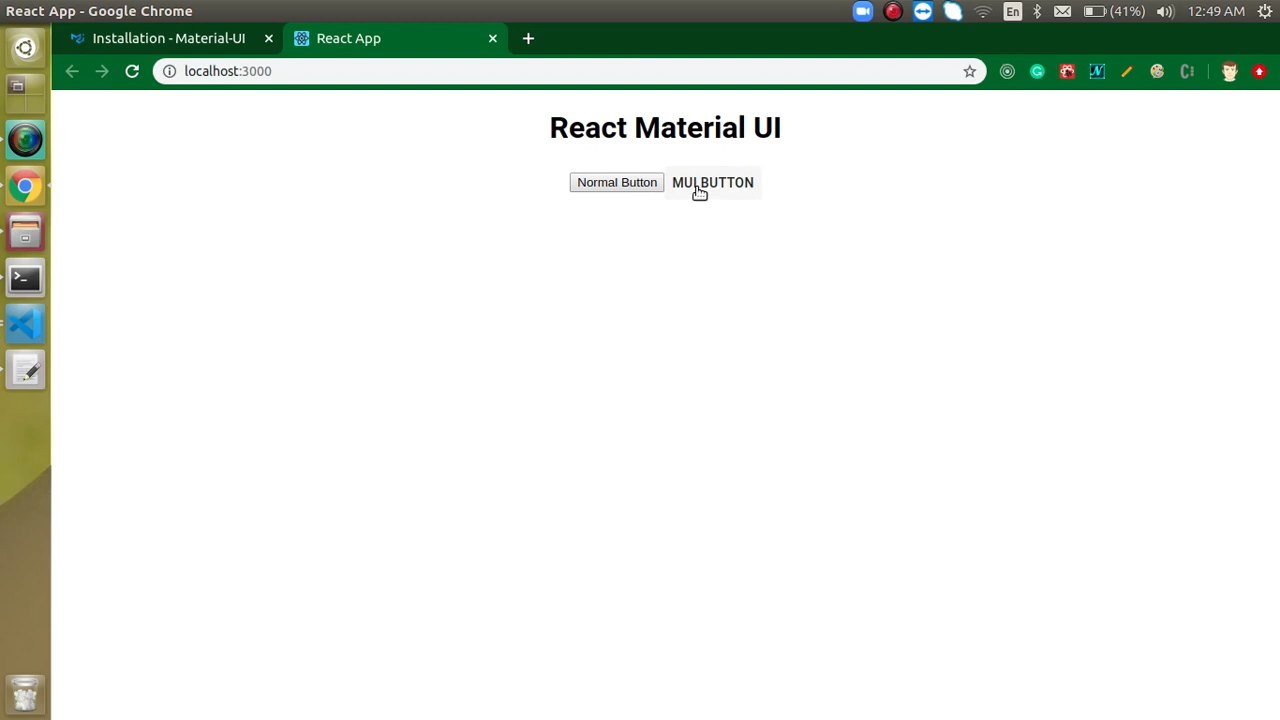 React App - Google Chrome
En
(41%)
12:49 AM
Installation - Material-UI
React App
localhost:3000
React Material UI
Normal Button
MUI BUTTON